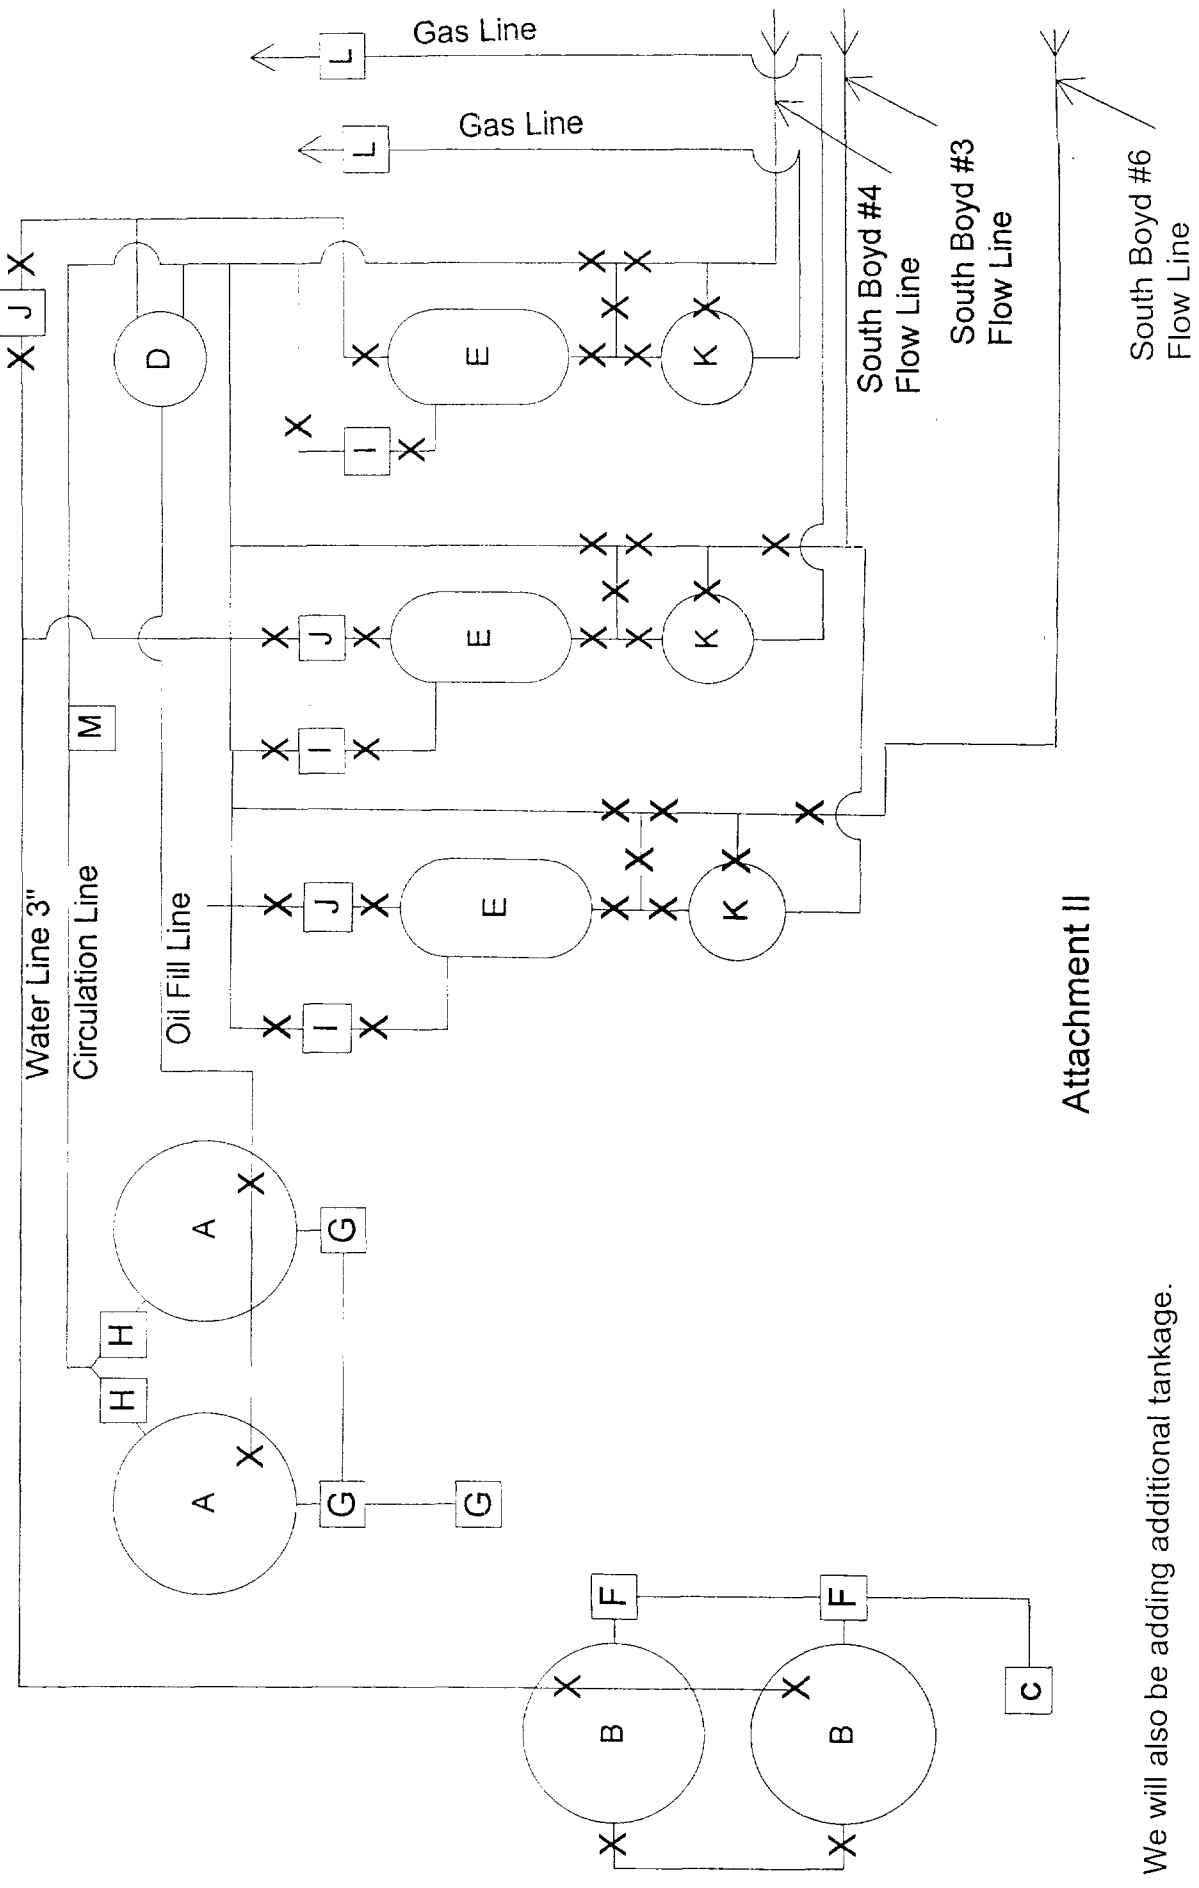 J
Water Line 3"
Circulation Line
M
H
H
D
Oil Fill Line
A
A
I
J
I
J
G
G
L
I
L
Gas Line
G
E
E
E
Gas Line
B
F
K
K
K
B
F
South Boyd #4
Flow Line
South Boyd #3
Flow Line
C
Attachment II
South Boyd #6
Flow Line
We will also be adding additional tankage.